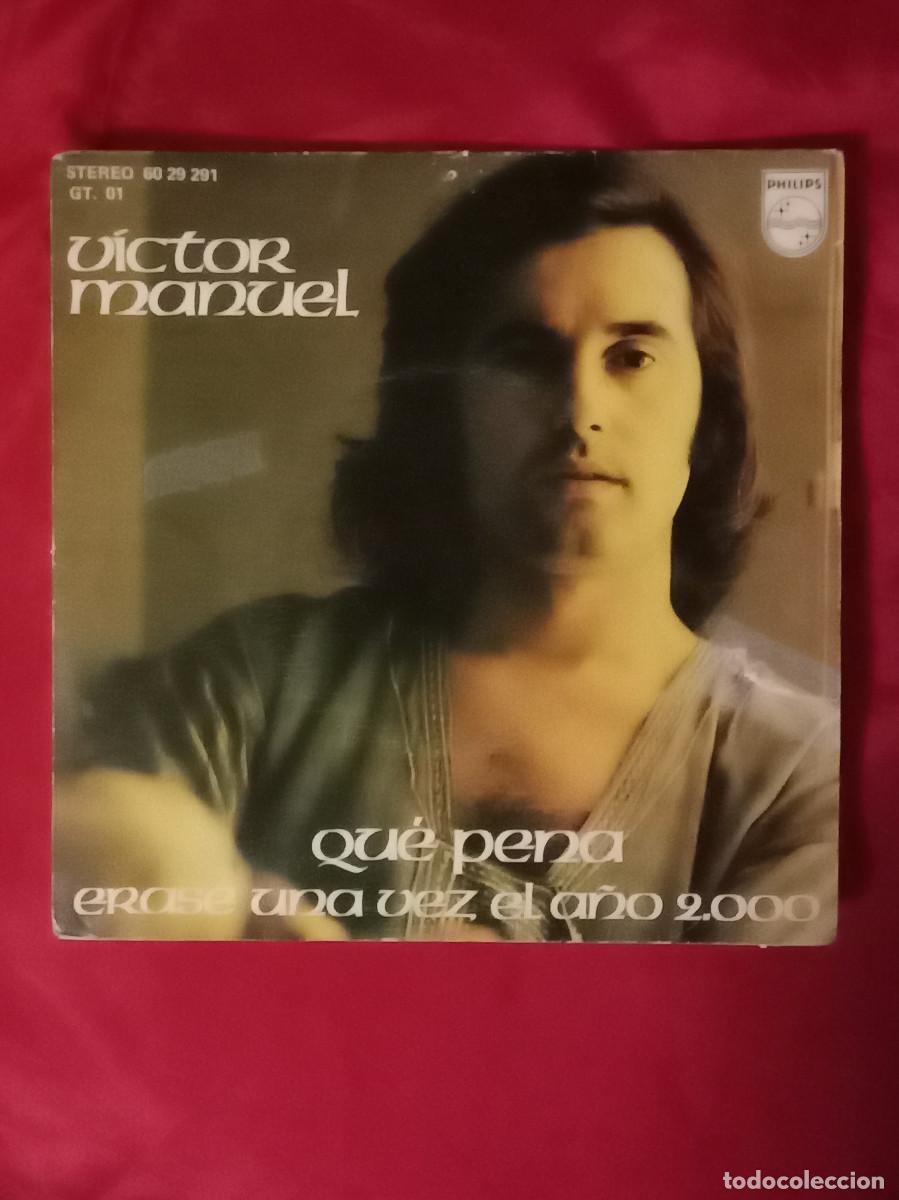 STEREO 60 29 291
GT. 01
PHILIPS
Víctor
manuel
Qué pena
erase una vez el año 2.000
todocoleccion